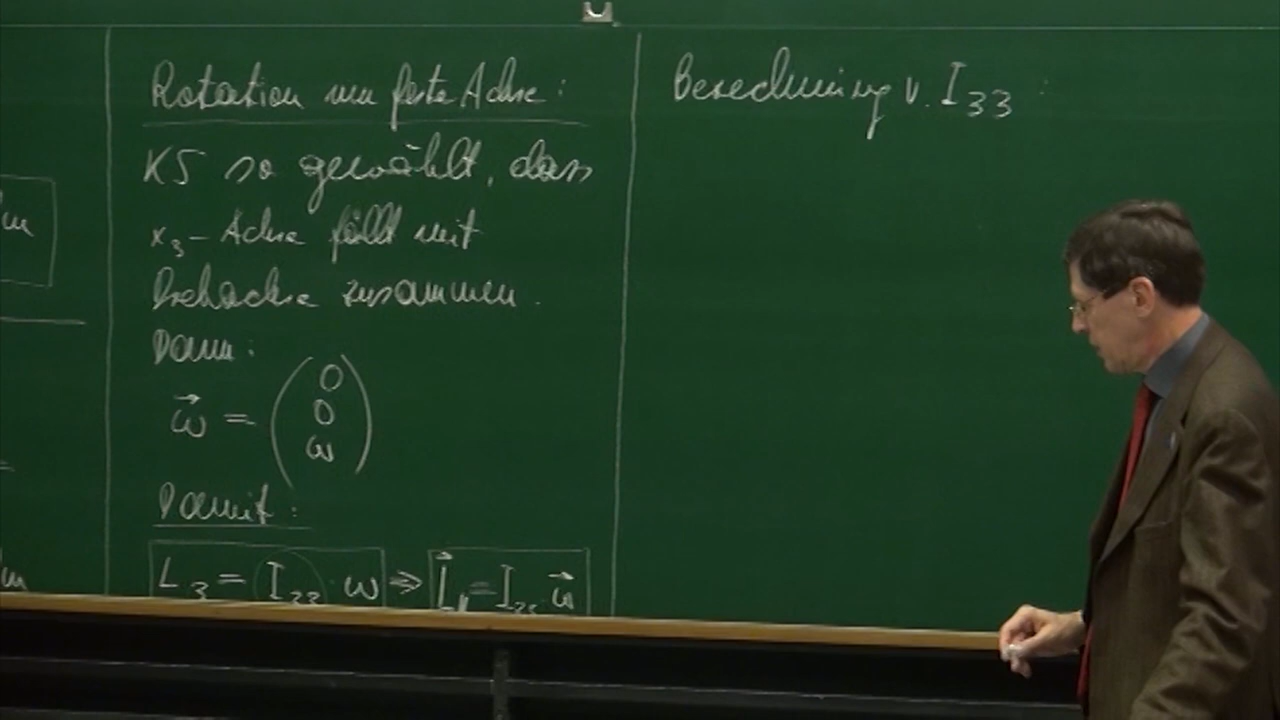 Rotation um feste Achse:
KS so gewählt, dass
x₃-Achse fällt mit
Drehachse zusammen.
Dann:
ω⃗ = (0
0
ω)
Damit:
L₃ = I₃₃ ω ⇒ L⃗∥ = I₃₃ ω⃗
Berechnung v. I₃₃: